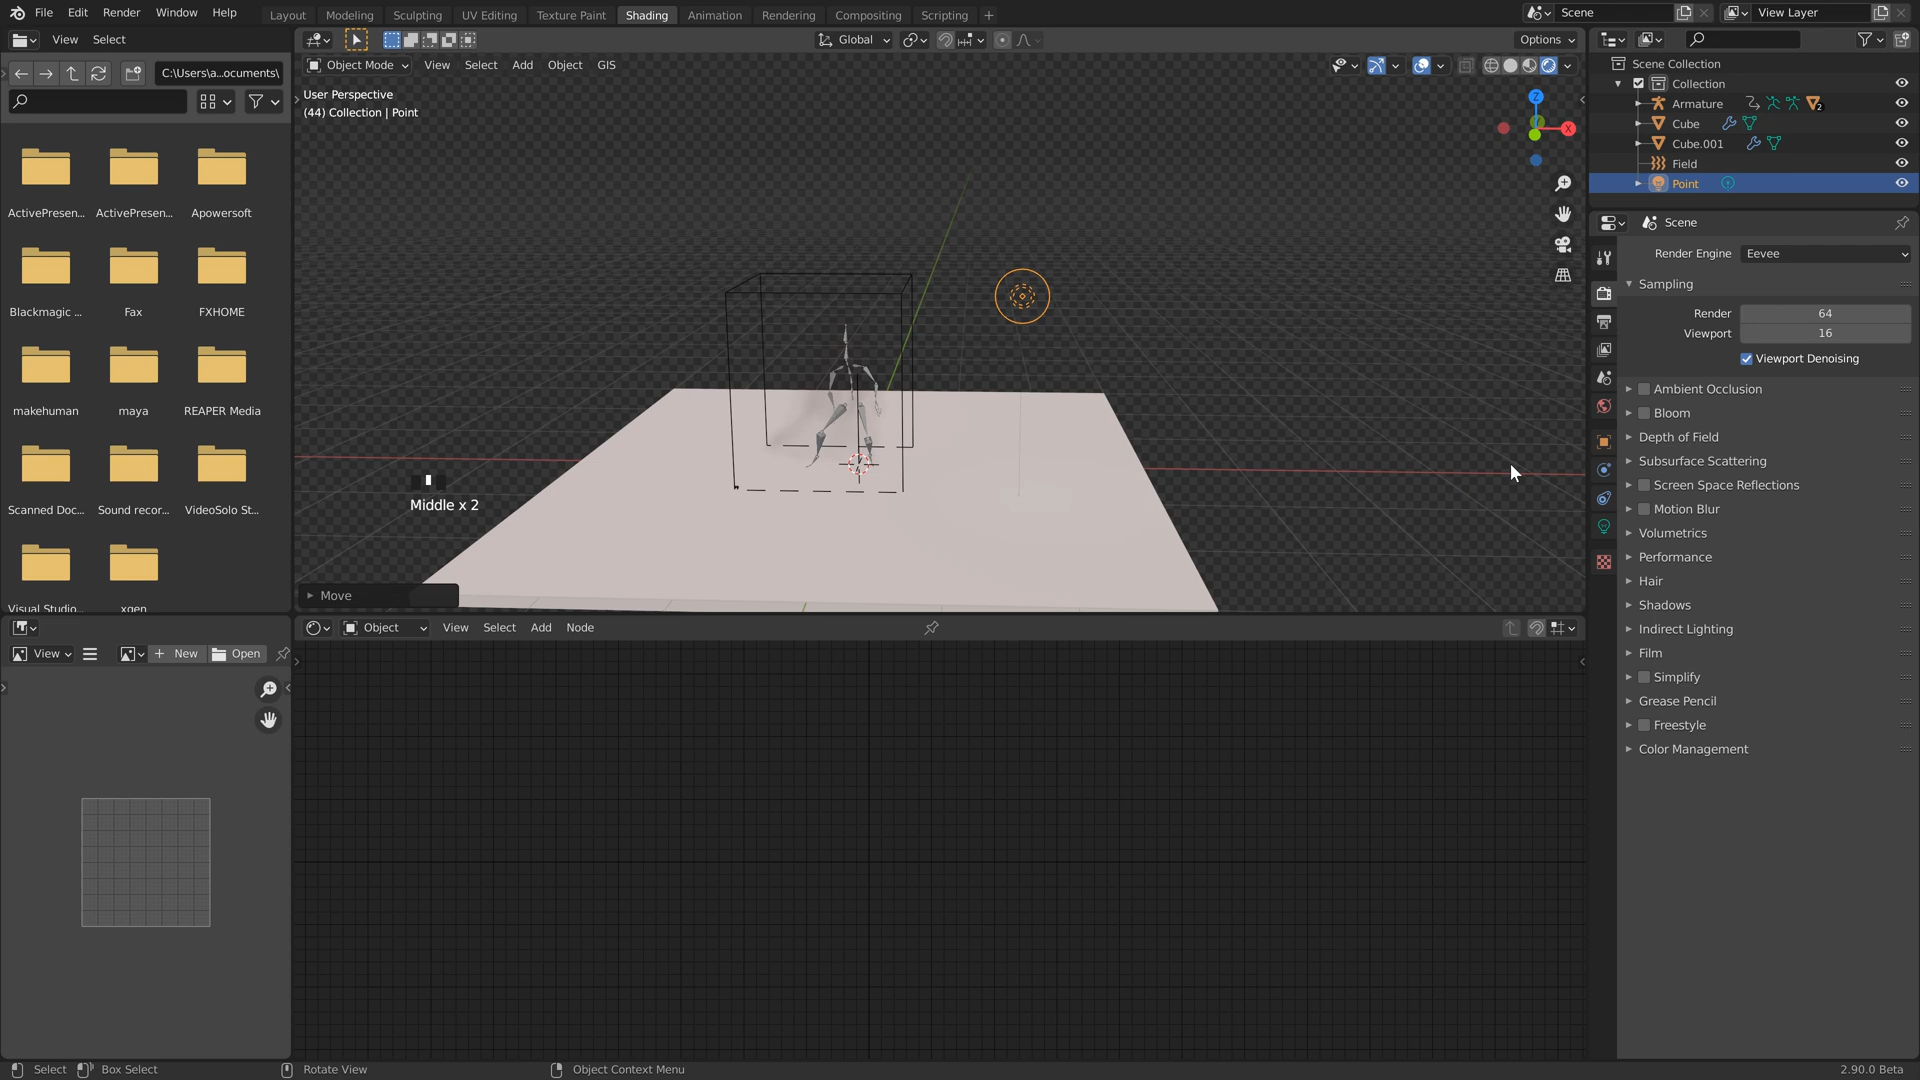 File Edit Render Window Help
Layout Modeling Sculpting UV Editing Texture Paint Shading Animation Rendering Compositing Scripting +
Scene View Layer
View Select
Global Options
C:\Users\a...ocuments\
Object Mode View Select Add Object GIS
User Perspective
(44) Collection | Point
Z
X
ActivePresen... ActivePresen... Apowersoft
Blackmagic ... Fax FXHOME
makehuman maya REAPER Media
Scanned Doc... Sound recor... VideoSolo St...
Visual Studio... xgen
Middle x 2
Move
Scene Collection
Collection
Armature 2
Cube
Cube.001
Field
Point
Scene
Render Engine Eevee
Sampling
Render 64
Viewport 16
Viewport Denoising
Ambient Occlusion
Bloom
Depth of Field
Subsurface Scattering
Screen Space Reflections
Motion Blur
Volumetrics
Performance
Hair
Shadows
Indirect Lighting
Film
Simplify
Grease Pencil
Freestyle
Color Management
Object View Select Add Node
View + New Open
Select Box Select Rotate View Object Context Menu 2.90.0 Beta